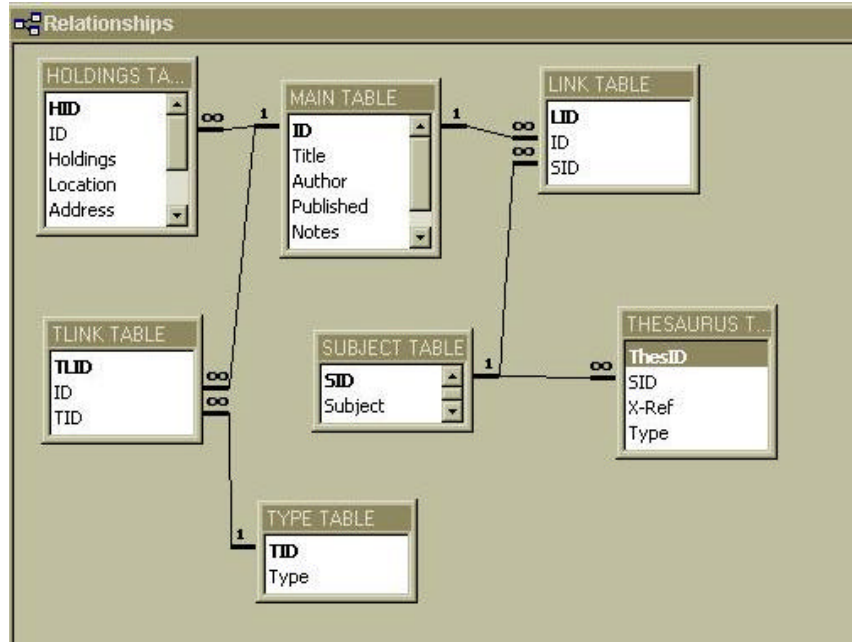 Relationships
HOLDINGS TA...
HID
ID
Holdings
Location
Address
∞
1
MAIN TABLE
ID
Title
Author
Published
Notes
1
∞
∞
LINK TABLE
LID
ID
SID
TLINK TABLE
TLID
ID
TID
∞
∞
SUBJECT TABLE
SID
Subject
1
∞
THESAURUS T...
ThesID
SID
X-Ref
Type
1
TYPE TABLE
TID
Type